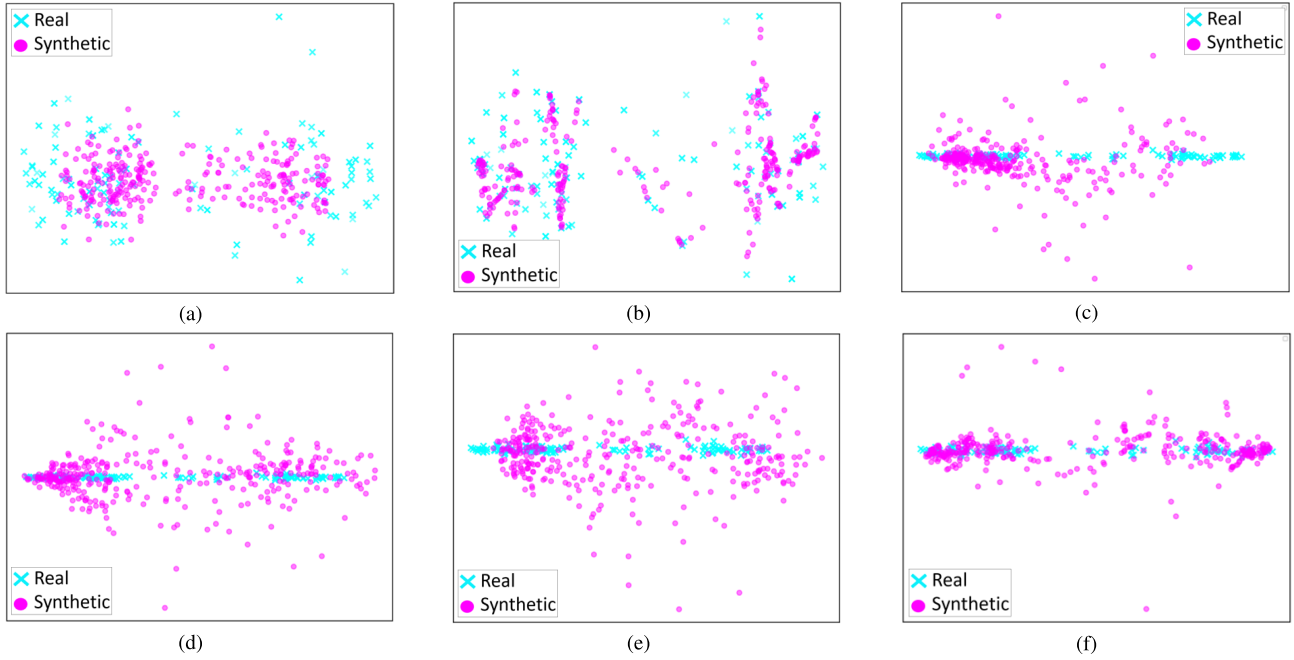 Real
Synthetic
Real
Synthetic
Real
Synthetic
(a)
(b)
(c)
Real
Synthetic
Real
Synthetic
Real
Synthetic
(d)
(e)
(f)